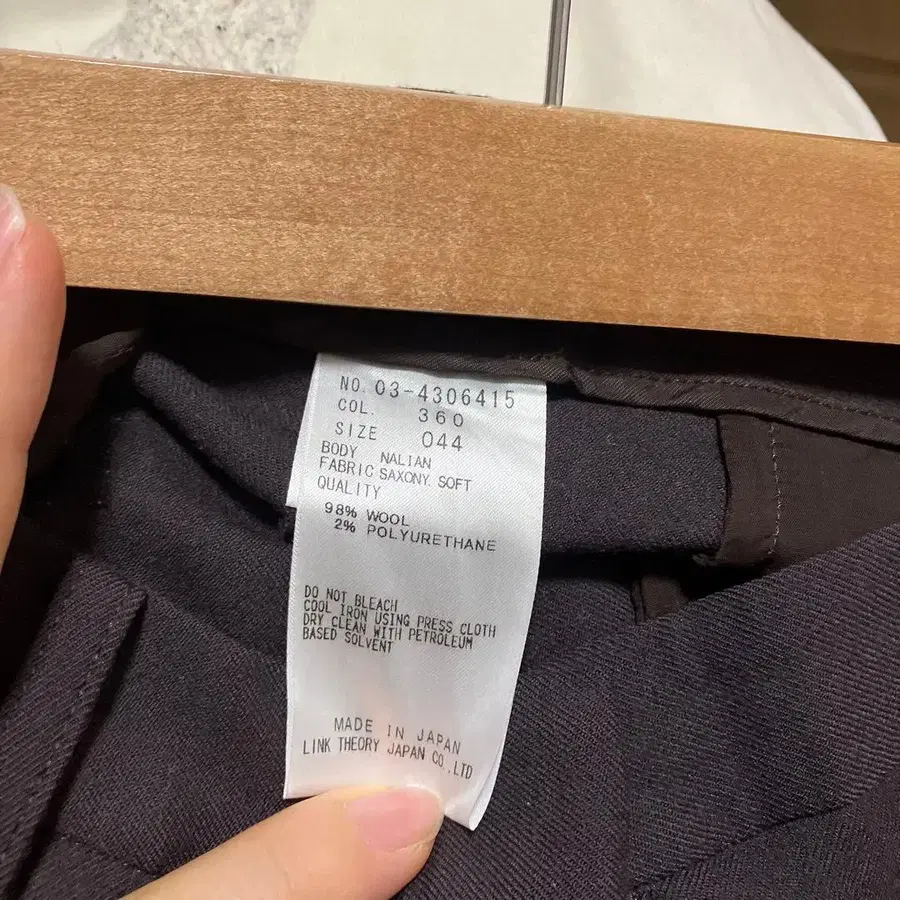 NO. 03-4306415
COL. 360
SIZE 044
BODY NALIAN
FABRIC SAXONY. SOFT
QUALITY
98% WOOL
2% POLYURETHANE
DO NOT BLEACH
COOL IRON USING PRESS CLOTH
DRY CLEAN WITH PETROLEUM
BASED SOLVENT
MADE IN JAPAN
LINK THEORY JAPAN CO.,LTD